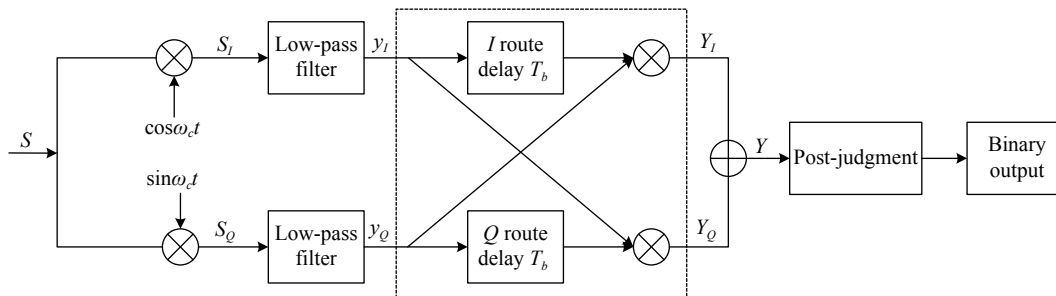 S
S_I
cosω_ct
sinω_ct
S_Q
Low-pass
filter
Low-pass
filter
y_I
y_Q
I route
delay T_b
Q route
delay T_b
Y_I
Y_Q
Y
Post-judgment
Binary
output